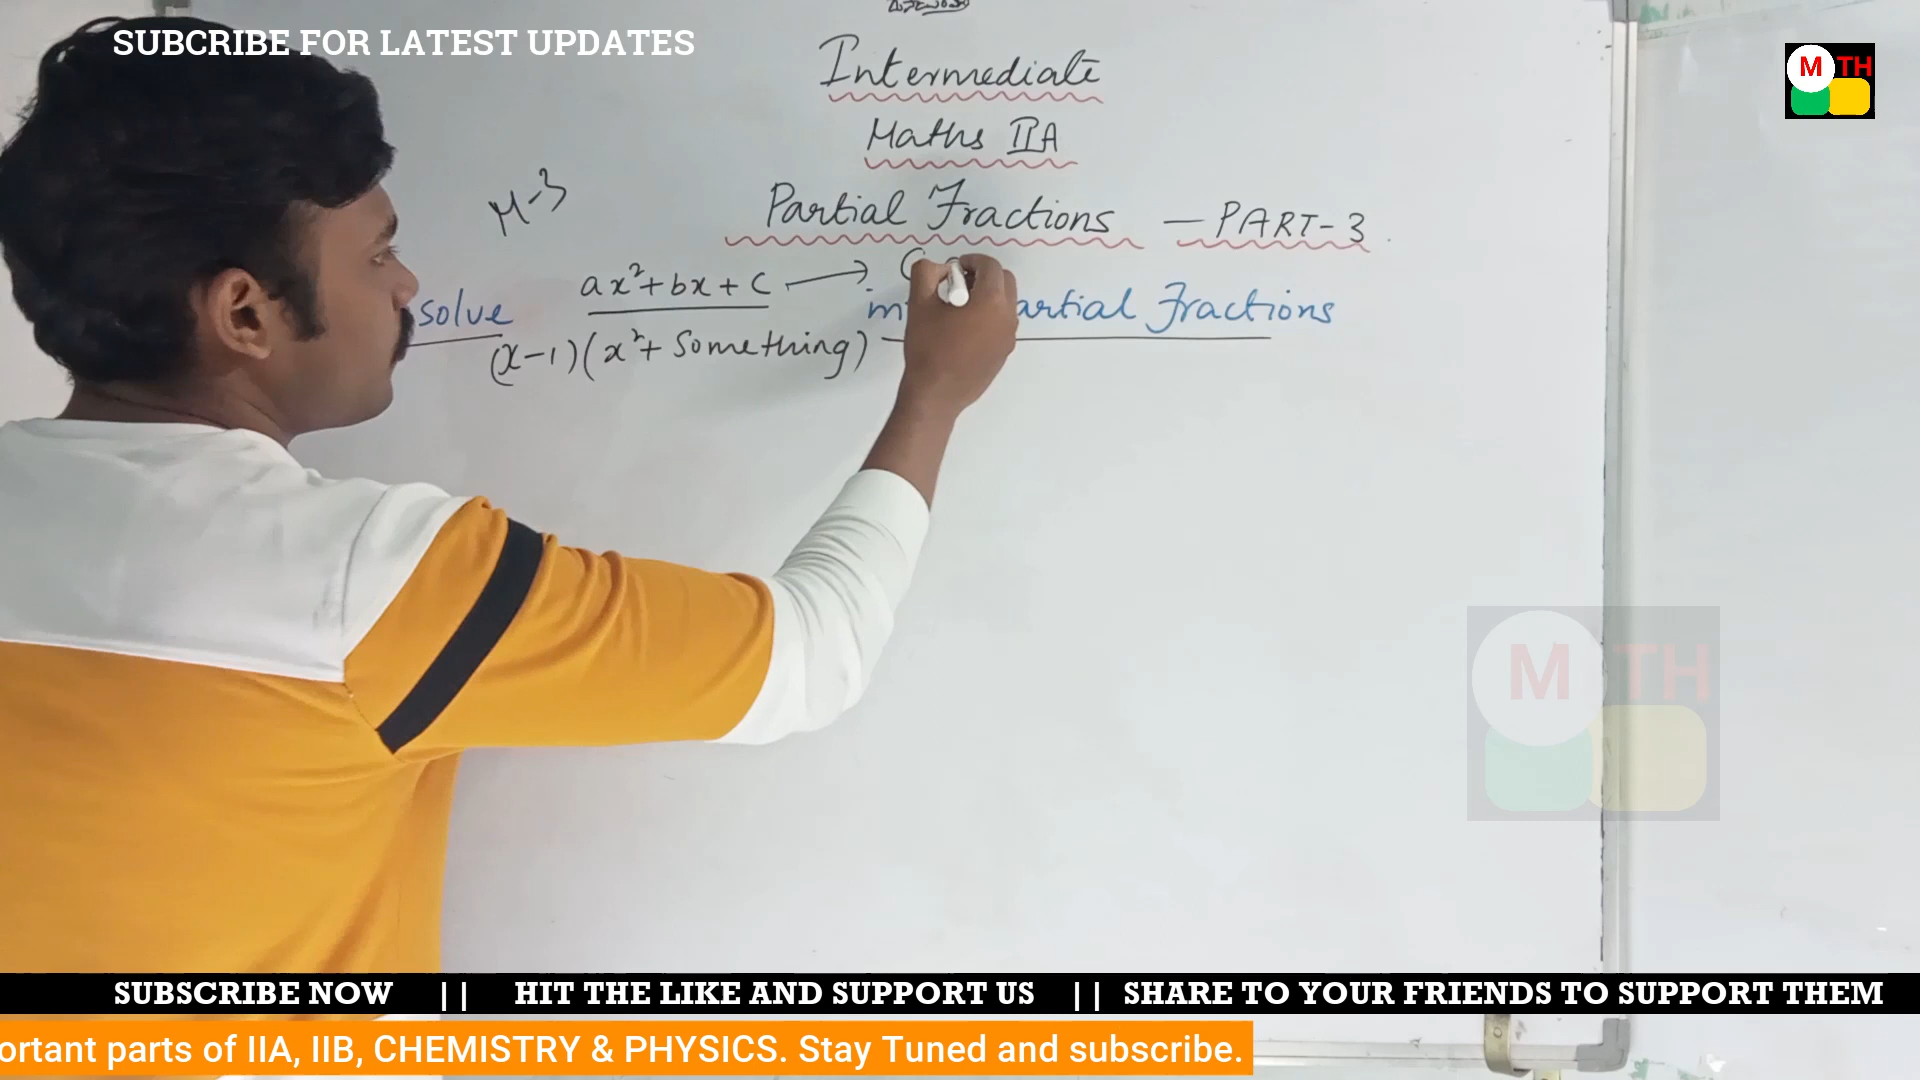 SUBCRIBE FOR LATEST UPDATES
M TH
Intermediate
Maths IIA
M-3
Partial Fractions — PART-3
ax²+bx+c →
solve
Fractions
(x-1)(x²+ Something)
M TH
SUBSCRIBE NOW || HIT THE LIKE AND SUPPORT US || SHARE TO YOUR FRIENDS TO SUPPORT THEM
parts of IIA, IIB, CHEMISTRY & PHYSICS. Stay Tuned and subscribe.